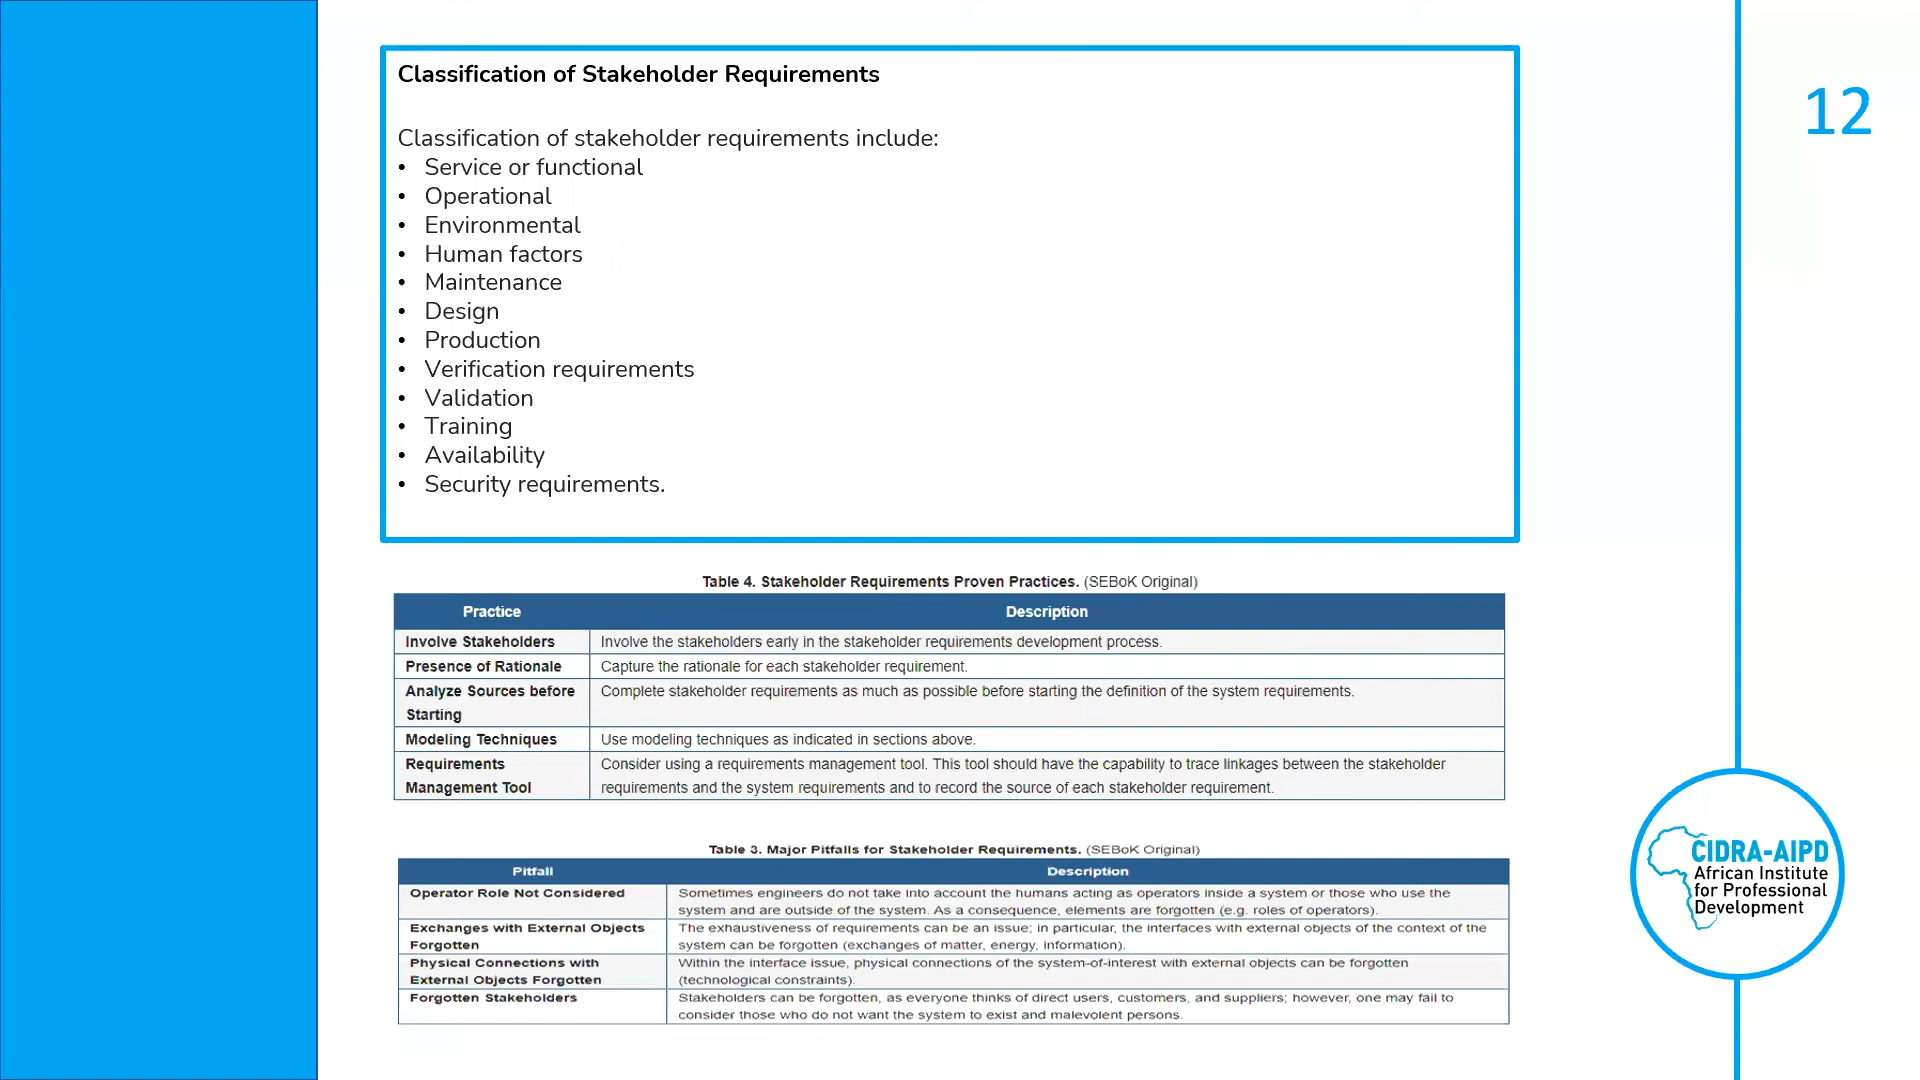 Classification of Stakeholder Requirements
12
Classification of stakeholder requirements include:
• Service or functional
• Operational
• Environmental
• Human factors
• Maintenance
• Design
• Production
• Verification requirements
• Validation
• Training
• Availability
• Security requirements.
Table 4. Stakeholder Requirements Proven Practices. (SEBoK Original)
Practice Description
Involve Stakeholders Involve the stakeholders early in the stakeholder requirements development process.
Presence of Rationale Capture the rationale for each stakeholder requirement.
Analyze Sources before Complete stakeholder requirements as much as possible before starting the definition of the system requirements.
Starting
Modeling Techniques Use modeling techniques as indicated in sections above.
Requirements Consider using a requirements management tool. This tool should have the capability to trace linkages between the stakeholder
Management Tool requirements and the system requirements and to record the source of each stakeholder requirement.
Table 3. Major Pitfalls for Stakeholder Requirements. (SEBoK Original)
Pitfall Description
Operator Role Not Considered Sometimes engineers do not take into account the humans acting as operators inside a system or those who use the
system and are outside of the system. As a consequence, elements are forgotten (e.g. roles of operators).
Exchanges with External Objects The exhaustiveness of requirements can be an issue; in particular, the interfaces with external objects of the context of the
Forgotten system can be forgotten (exchanges of matter, energy, information).
Physical Connections with Within the interface issue, physical connections of the system-of-interest with external objects can be forgotten
External Objects Forgotten (technological constraints).
Forgotten Stakeholders Stakeholders can be forgotten, as everyone thinks of direct users, customers, and suppliers; however, one may fail to
consider those who do not want the system to exist and malevolent persons.
CIDRA-AIPD
African Institute
for Professional
Development